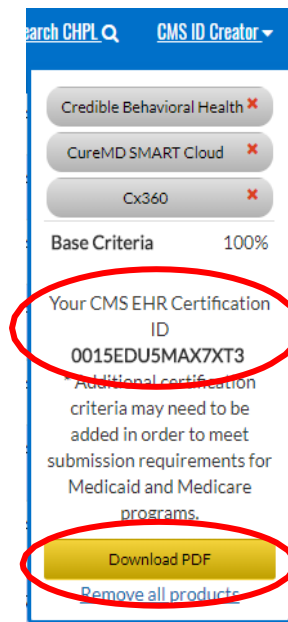 earch CHPL CMS ID Creator
Credible Behavioral Health ×
CureMD SMART Cloud ×
Cx360 ×
Base Criteria 100%
Your CMS EHR Certification
ID
0015EDU5MAX7XT3
* Additional certification
criteria may need to be
added in order to meet
submission requirements for
Medicaid and Medicare
programs.
Download PDF
Remove all products